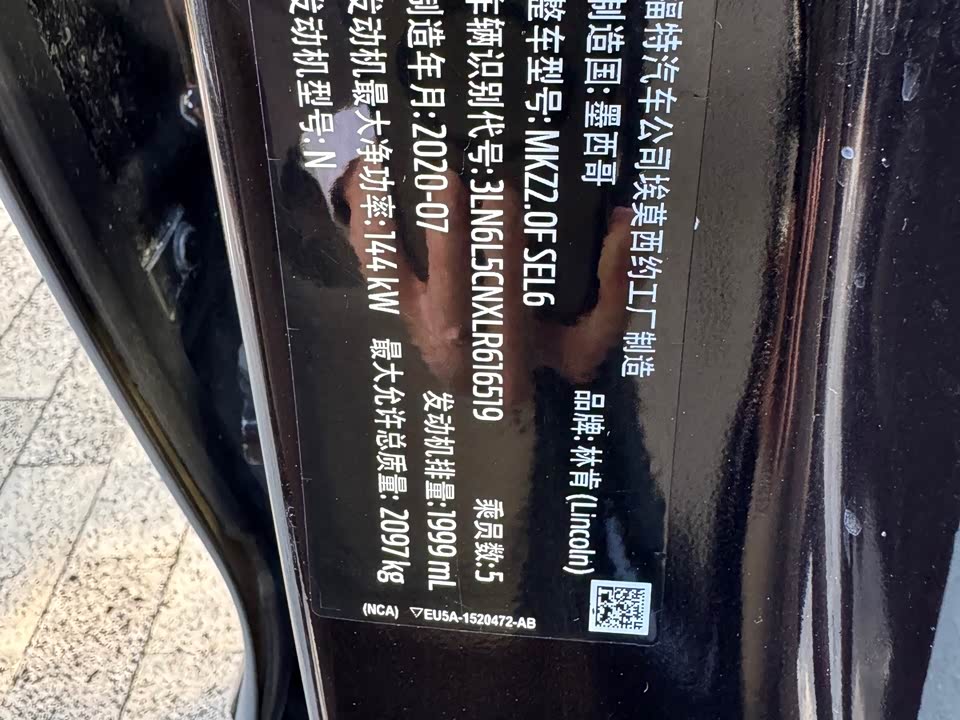 福特汽车公司埃莫西约工厂制造
制造国: 墨西哥 品牌: 林肯 (Lincoln)
整车型号: MKZ2.0F SEL6
车辆识别代号: 3LN6L5CNXLR616519 乘员数: 5
制造年月: 2020-07 发动机排量: 1999 mL
发动机最大净功率: 144 kW 最大允许总质量: 2097kg
发动机型号: N
(NCA) ▽EU5A-1520472-AB